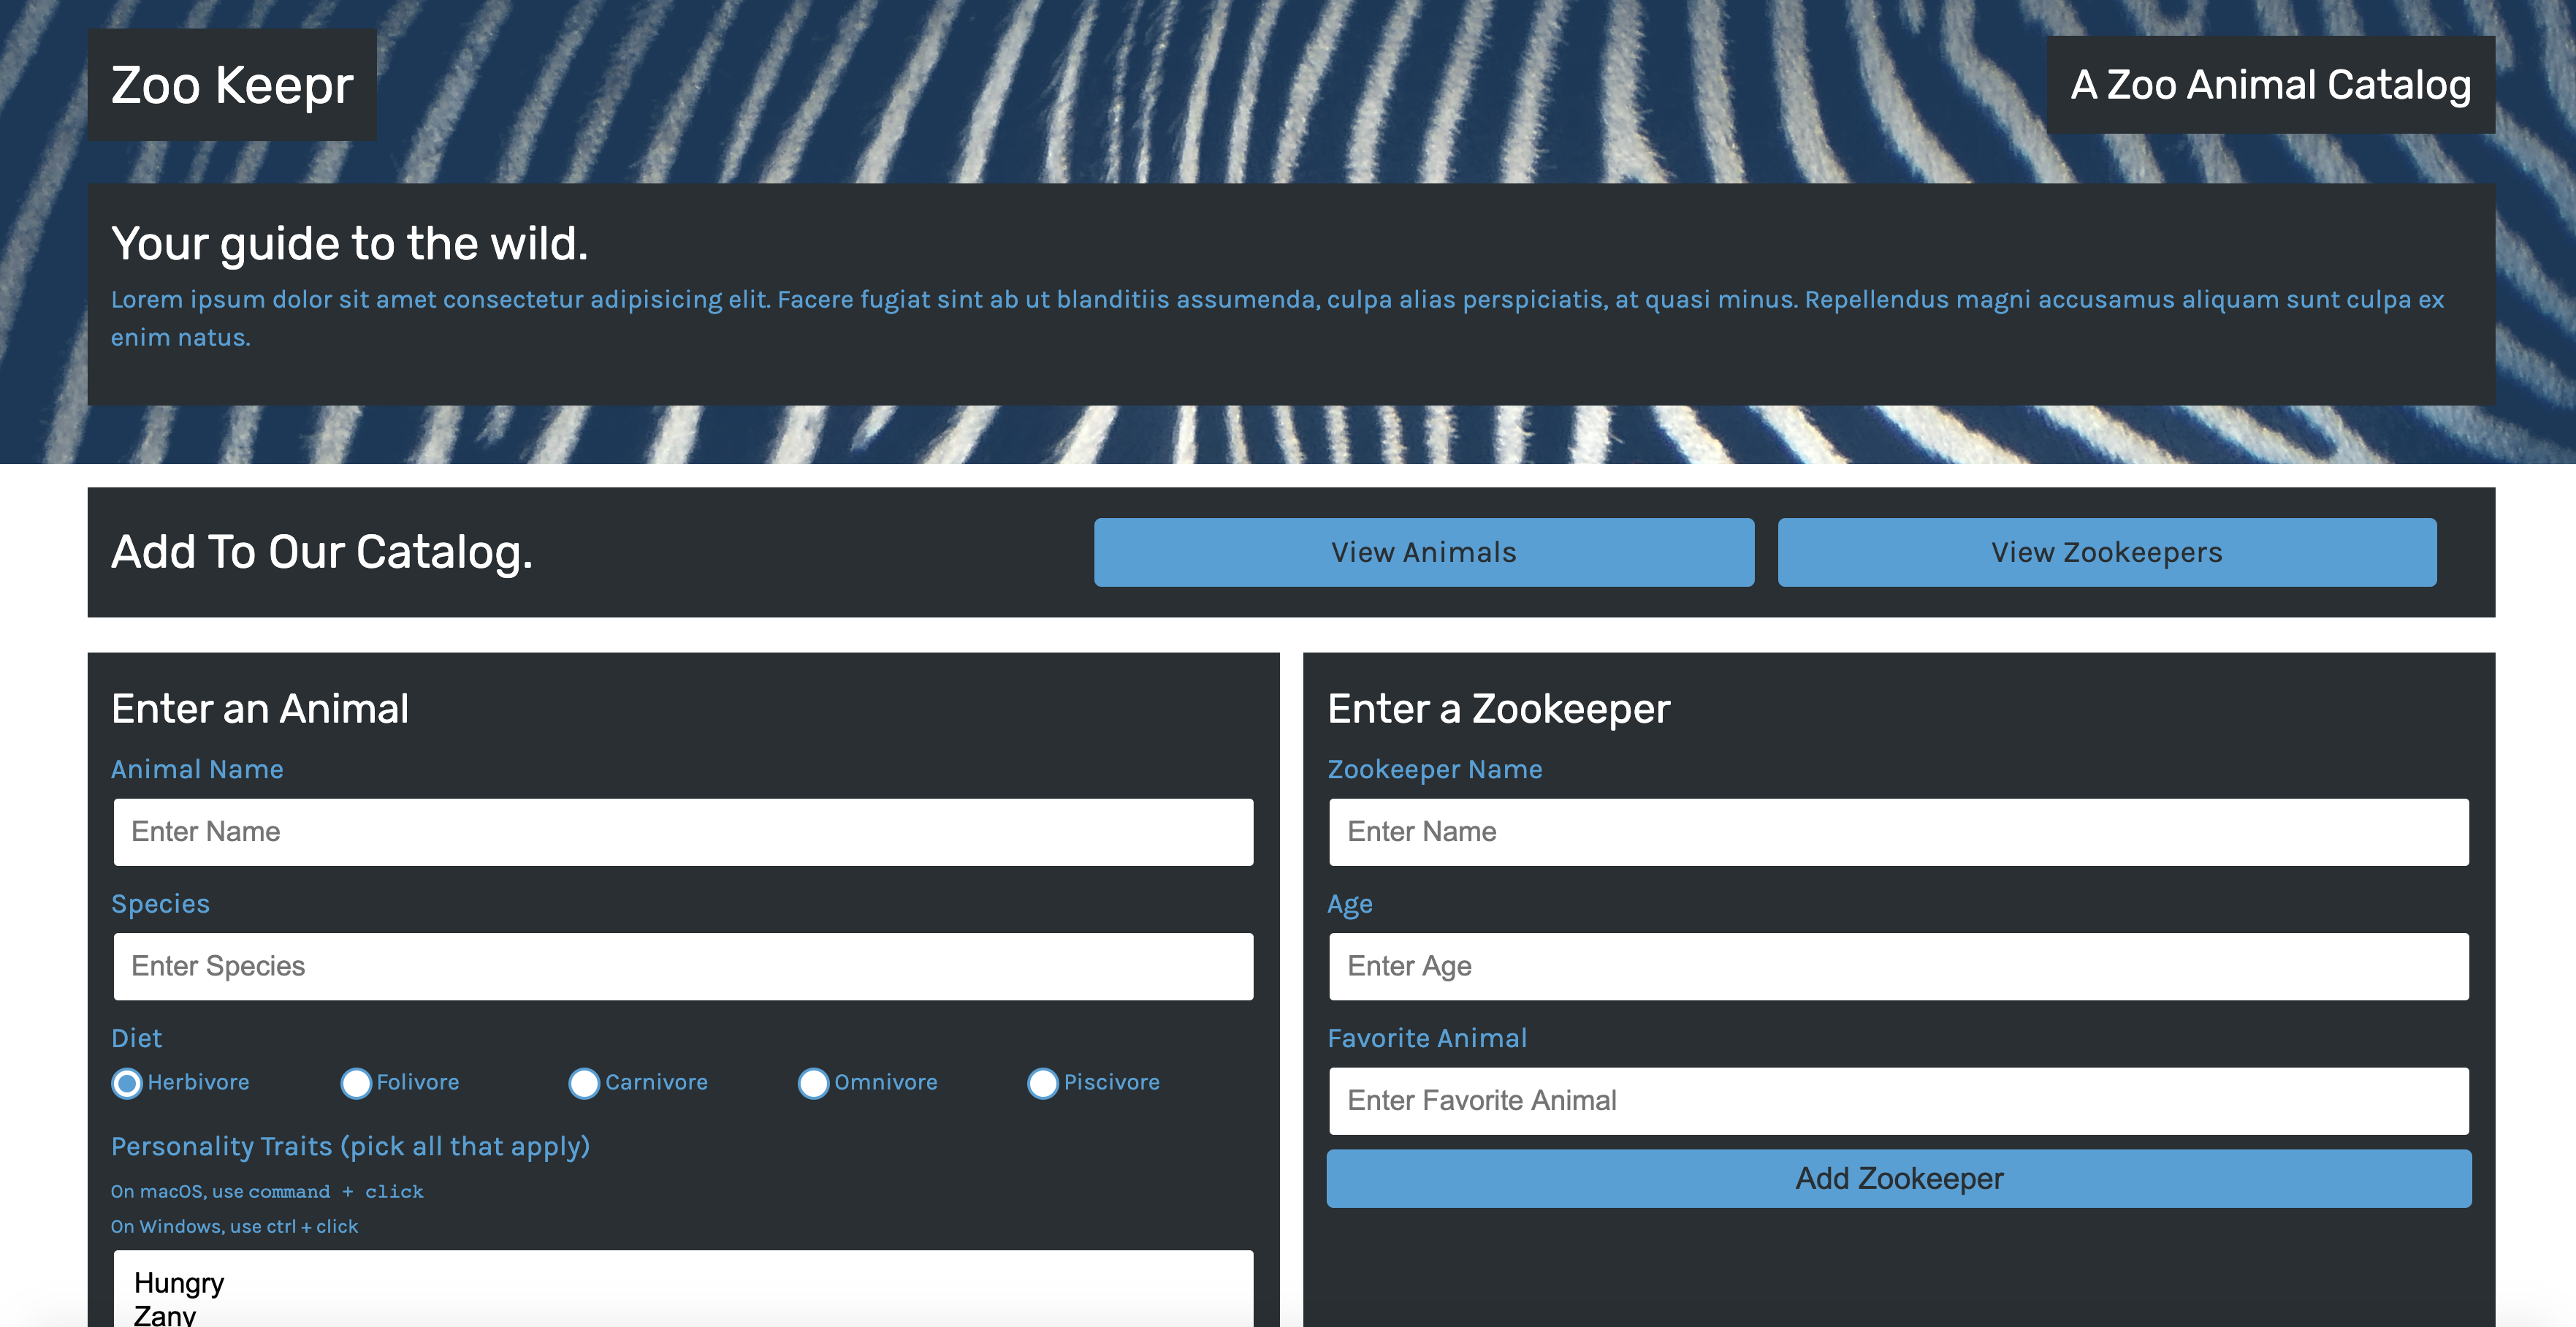 Zoo Keepr
A Zoo Animal Catalog
Your guide to the wild.
Lorem ipsum dolor sit amet consectetur adipisicing elit. Facere fugiat sint ab ut blanditiis assumenda, culpa alias perspiciatis, at quasi minus. Repellendus magni accusamus aliquam sunt culpa ex
enim natus.
Add To Our Catalog.
View Animals
View Zookeepers
Enter an Animal
Animal Name
Enter Name
Species
Enter Species
Diet
Herbivore Folivore Carnivore Omnivore Piscivore
Personality Traits (pick all that apply)
On macOS, use command + click
On Windows, use ctrl + click
Hungry
Zany
Enter a Zookeeper
Zookeeper Name
Enter Name
Age
Enter Age
Favorite Animal
Enter Favorite Animal
Add Zookeeper